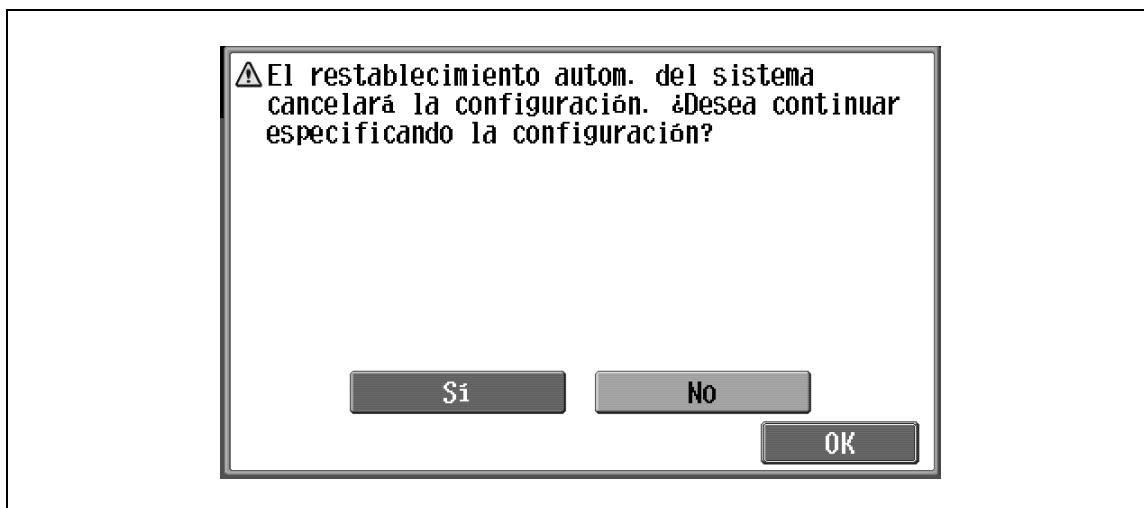 El restablecimiento autom. del sistema
cancelará la configuración. ¿Desea continuar
especificando la configuración?
Sí
No
OK